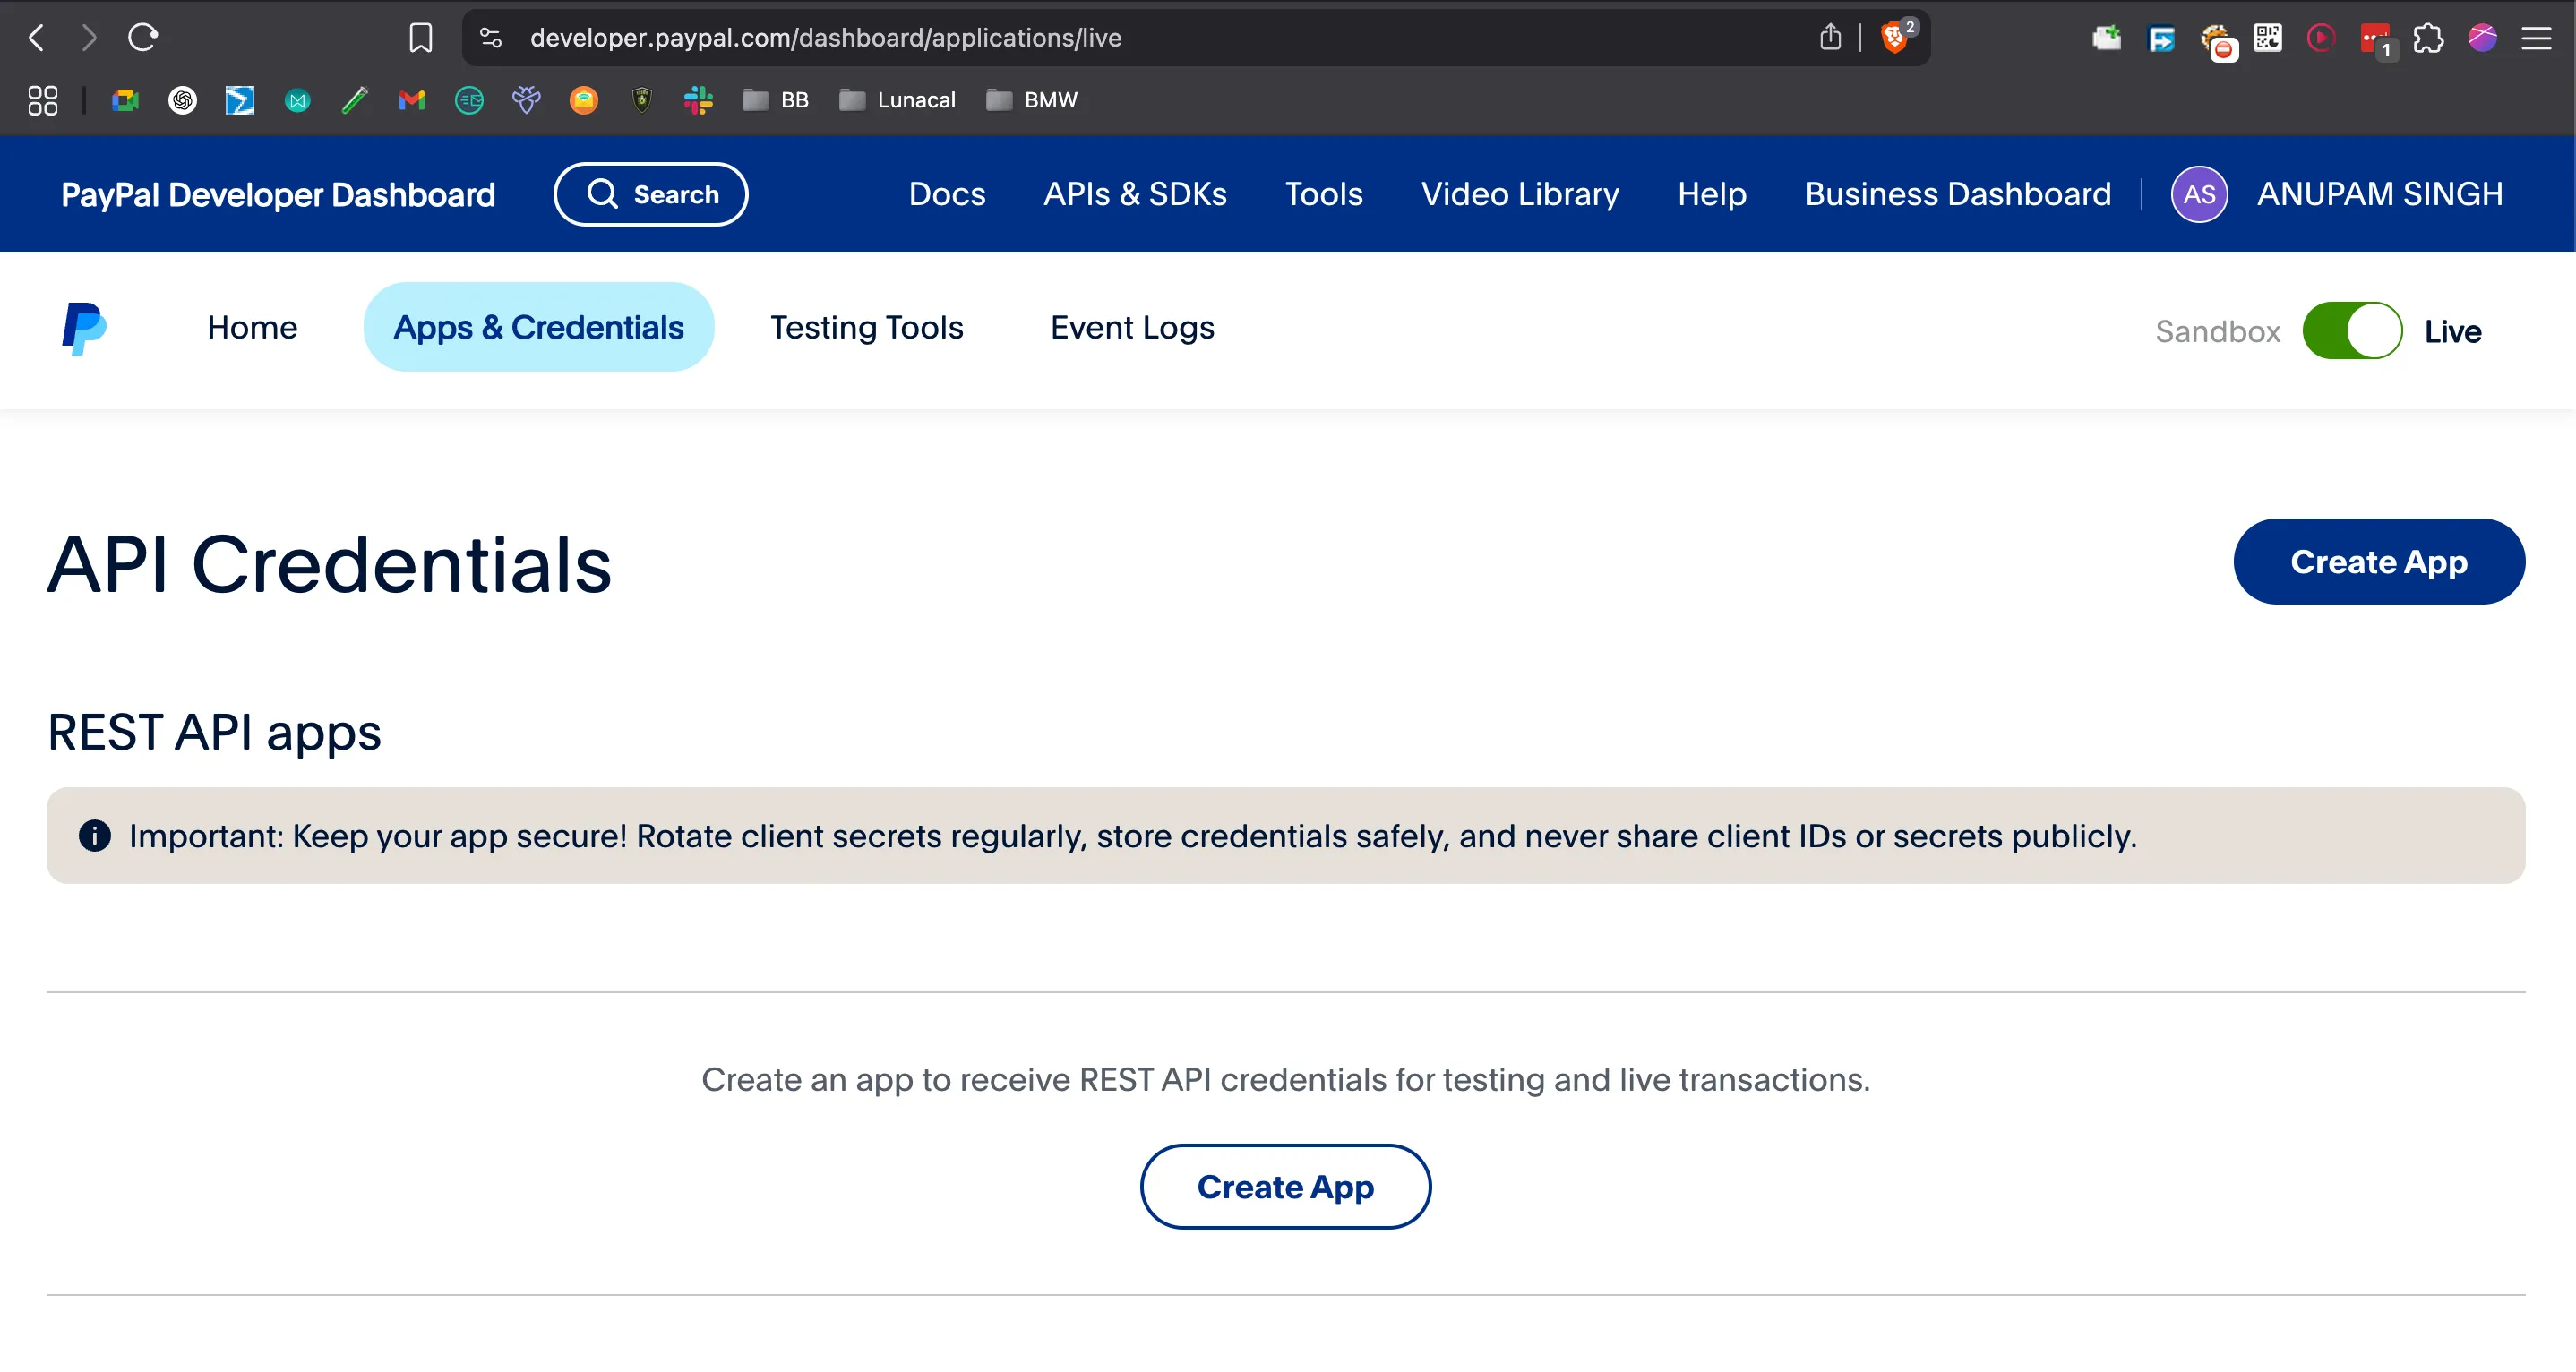 developer.paypal.com/dashboard/applications/live
2
1
BB
Lunacal
BMW
PayPal Developer Dashboard
Search
Docs
APIs & SDKs
Tools
Video Library
Help
Business Dashboard
AS
ANUPAM SINGH
Home
Apps & Credentials
Testing Tools
Event Logs
Sandbox
Live
API Credentials
Create App
REST API apps
Important: Keep your app secure! Rotate client secrets regularly, store credentials safely, and never share client IDs or secrets publicly.
Create an app to receive REST API credentials for testing and live transactions.
Create App